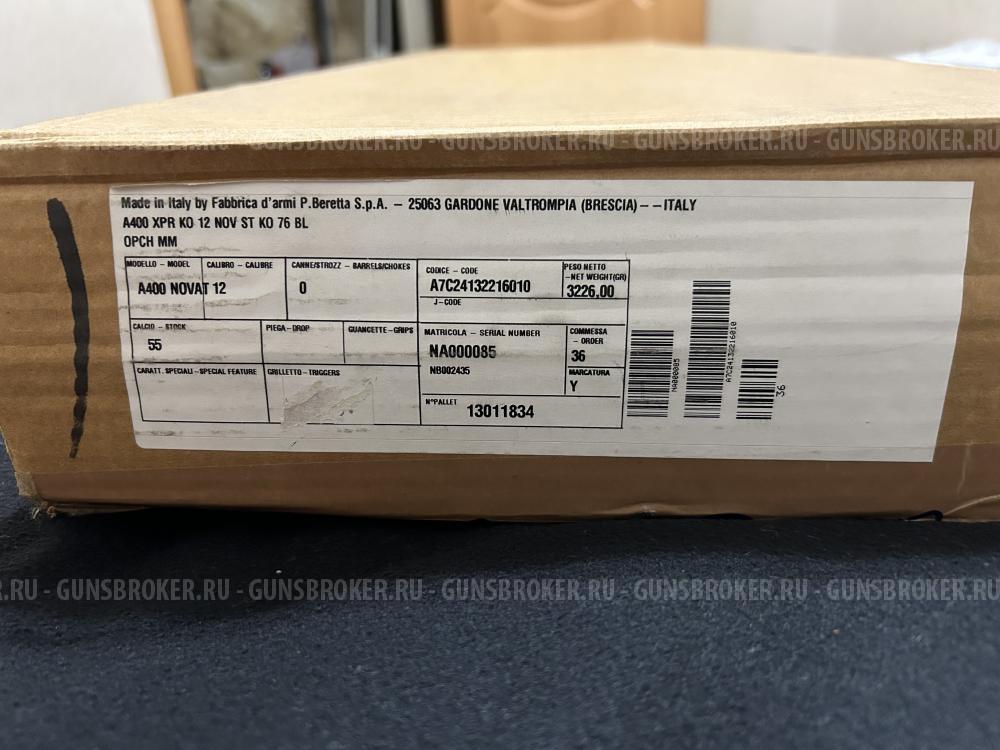 GUNSBROKER.RU - GUNSBROKER.RU - GUNSBROKER.RU - GUNSBROKER.RU - GUNSBROKER.RU - GUNSBROKER.RU
Made in Italy by Fabbrica d'armi P.Beretta S.p.A. – 25063 GARDONE VALTROMPIA (BRESCIA) – – ITALY
A400 XPR KO 12 NOV ST KO 76 BL
OPCH MM
MODELLO – MODEL
A400 NOVAT
CALIBRO – CALIBRE
12
CANNE/STROZZ – BARRELS/CHOKES
0
CODICE – CODE
A7C24132216010
PESO NETTO
–NET WEIGHT(GR)
3226,00
J-CODE
CALCIO – STOCK
55
PIEGA-DROP
GUANCETTE-GRIPS
MATRICOLA – SERIAL NUMBER
NA000085
NB002435
COMMESSA
– ORDER
36
CARATT. SPECIALI-SPECIAL FEATURE
GRILLETTO-TRIGGERS
MARCATURA
Y
N°PALLET
13011834
NA000085
A7C24132216010
36
.RU - GUNSBROKER.RU - GUNSBROKER.RU - GUNSBROKER.RU - GUNSBROKER.RU - GUNSBROKER.RU